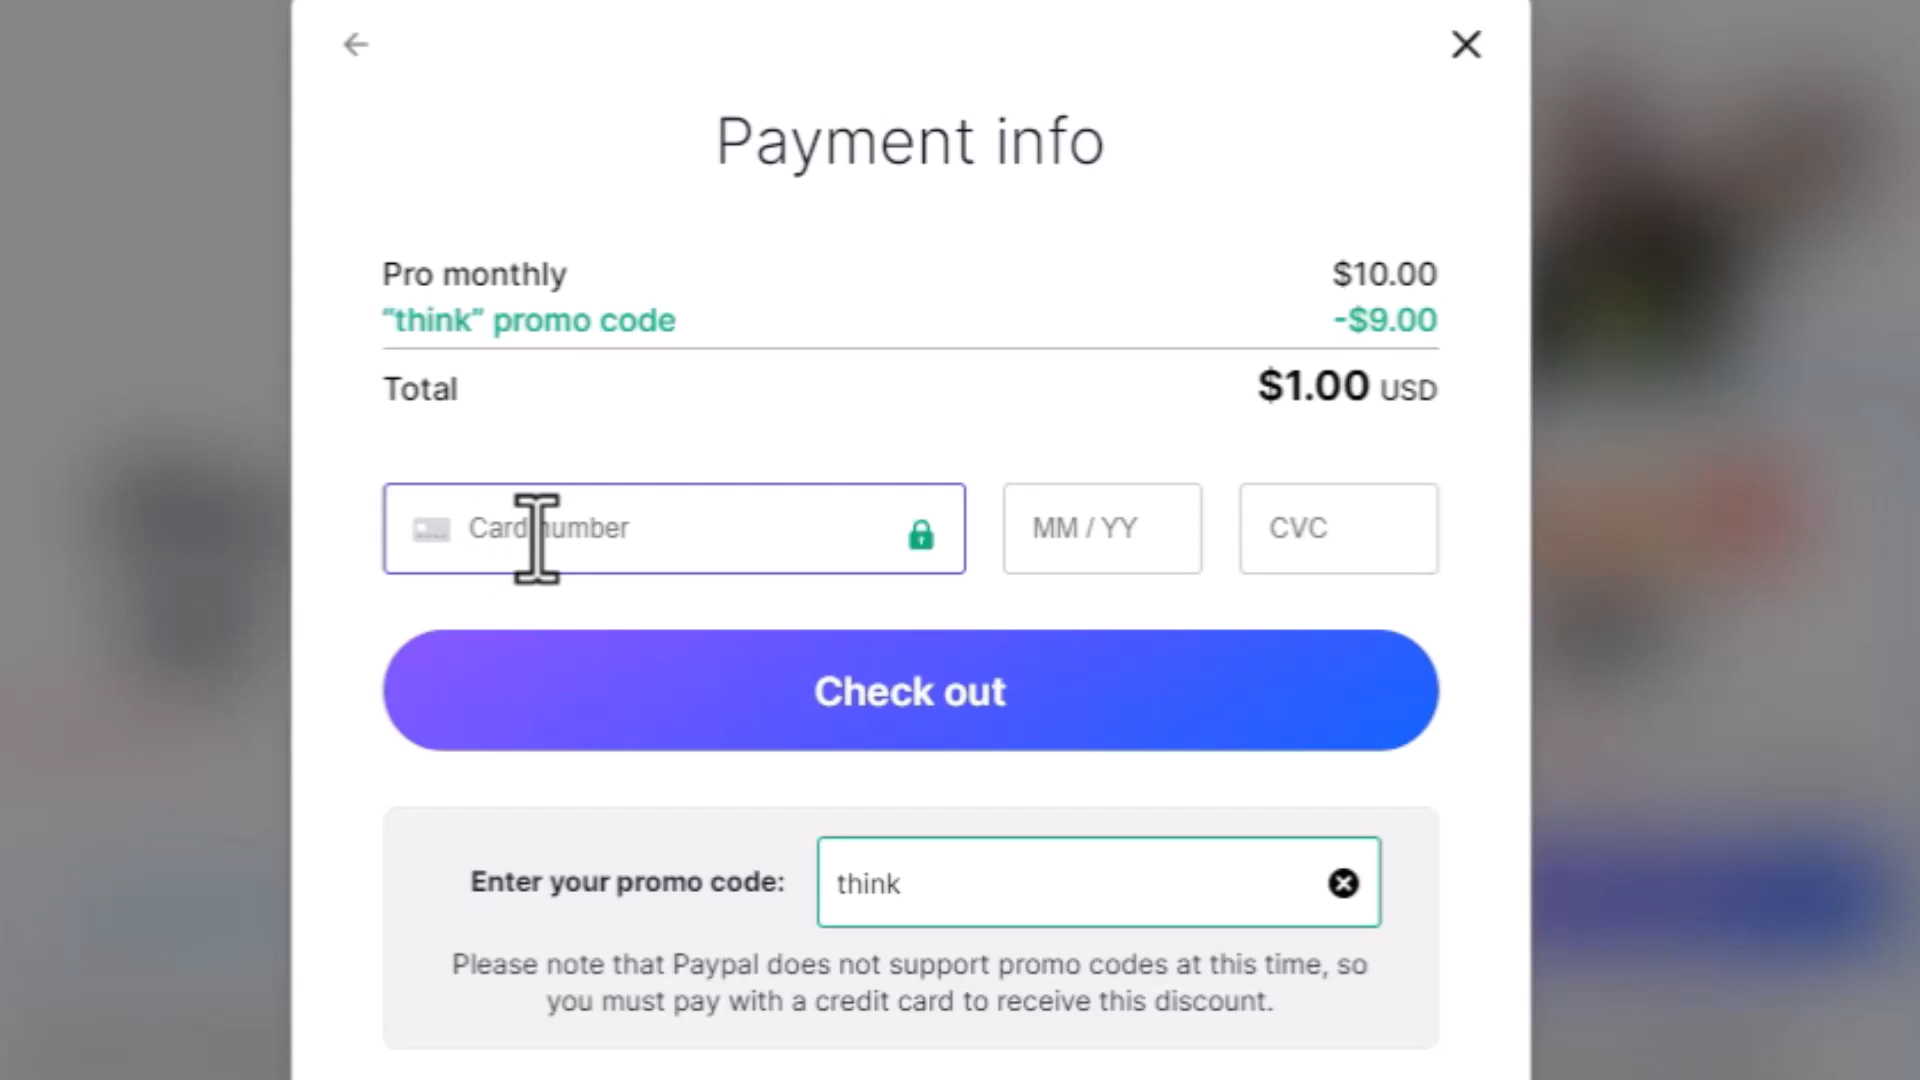 Payment info
Pro monthly $10.00
“think” promo code -$9.00
Total $1.00 USD
Card number MM / YY CVC
Check out
Enter your promo code: think
Please note that Paypal does not support promo codes at this time, so
you must pay with a credit card to receive this discount.